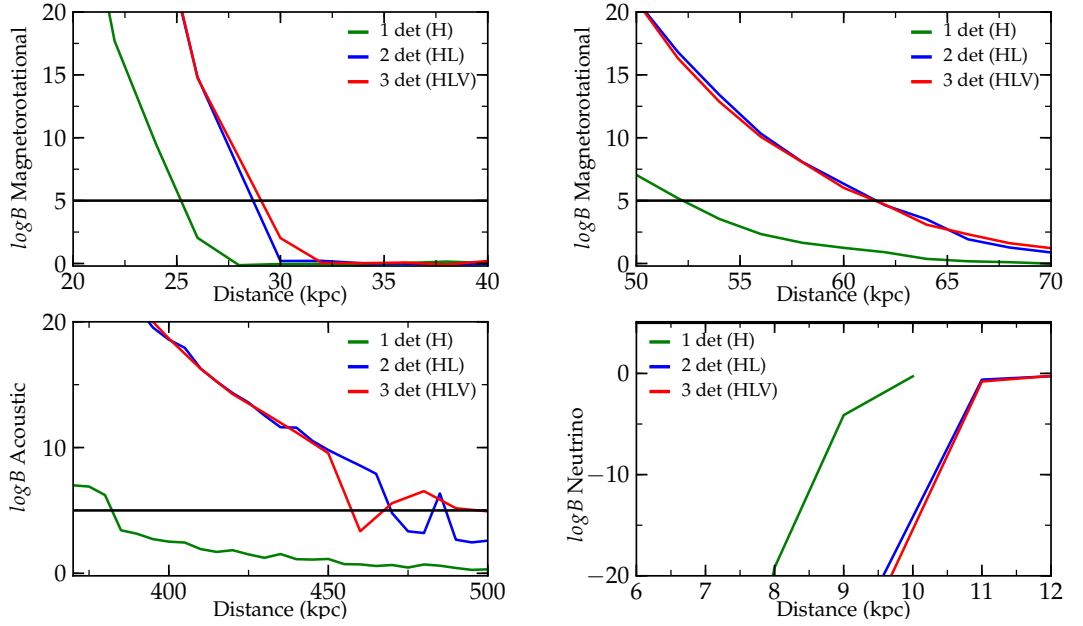 logB Magnetorotational
20
15
10
5
0
1 det (H)
2 det (HL)
3 det (HLV)
20 25 30 35 40
Distance (kpc)
logB Magnetorotational
20
15
10
5
0
1 det (H)
2 det (HL)
3 det (HLV)
50 55 60 65 70
Distance (kpc)
logB Acoustic
20
10
0
1 det (H)
2 det (HL)
3 det (HLV)
400 450 500
Distance (kpc)
logB Neutrino
0
−10
−20
1 det (H)
2 det (HL)
3 det (HLV)
6 7 8 9 10 11 12
Distance (kpc)